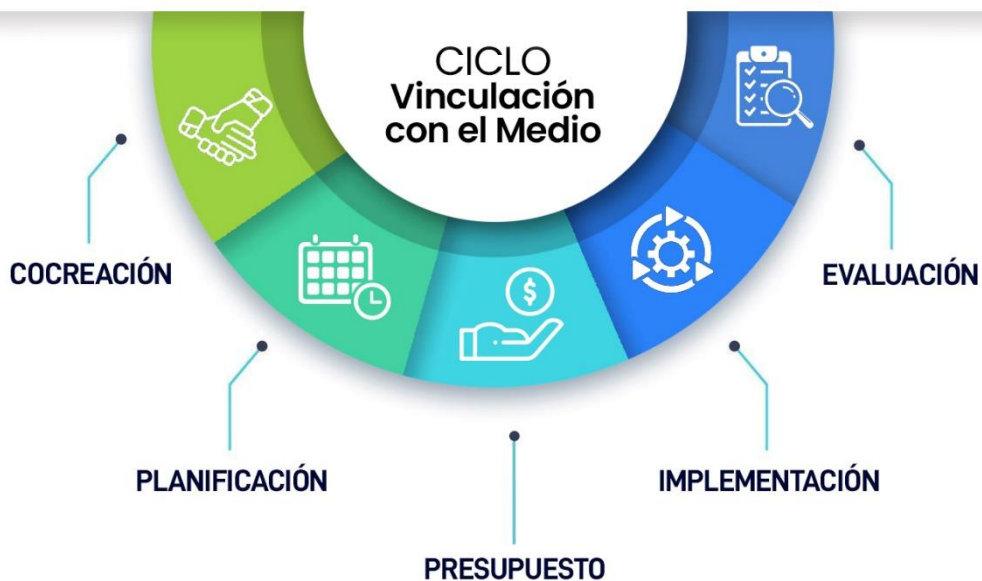 CICLO
Vinculación
con el Medio
COCREACIÓN
PLANIFICACIÓN
PRESUPUESTO
IMPLEMENTACIÓN
EVALUACIÓN
$